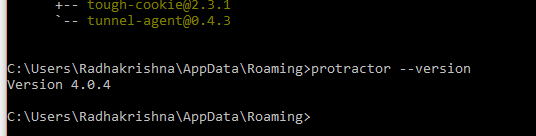 +-- tough-cookie@2.3.1
`-- tunnel-agent@0.4.3
C:\Users\Radhakrishna\AppData\Roaming>protractor --version
Version 4.0.4
C:\Users\Radhakrishna\AppData\Roaming>